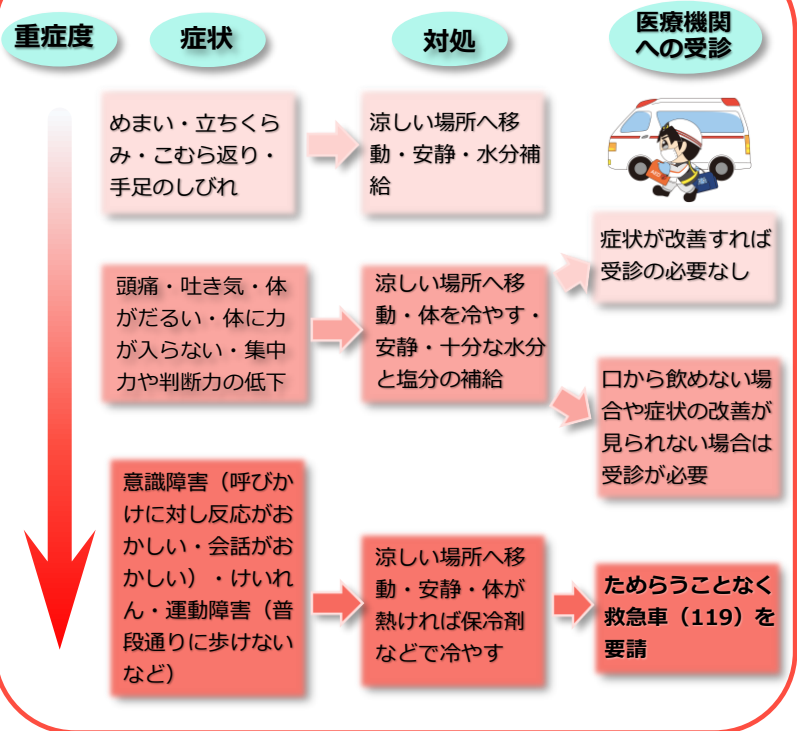 重症度
症状
対処
医療機関
への受診
めまい・立ちくら
み・こむら返り・
手足のしびれ
涼しい場所へ移
動・安静・水分補
給
症状が改善すれば
受診の必要なし
頭痛・吐き気・体
がだるい・体に力
が入らない・集中
力や判断力の低下
涼しい場所へ移
動・体を冷やす・
安静・十分な水分
と塩分の補給
口から飲めない場
合や症状の改善が
見られない場合は
受診が必要
意識障害（呼びか
けに対し反応がお
かしい・会話がお
かしい）・けいれ
ん・運動障害（普
段通りに歩けない
など）
涼しい場所へ移
動・安静・体が
熱ければ保冷剤
などで冷やす
ためらうことなく
救急車（119）を
要請